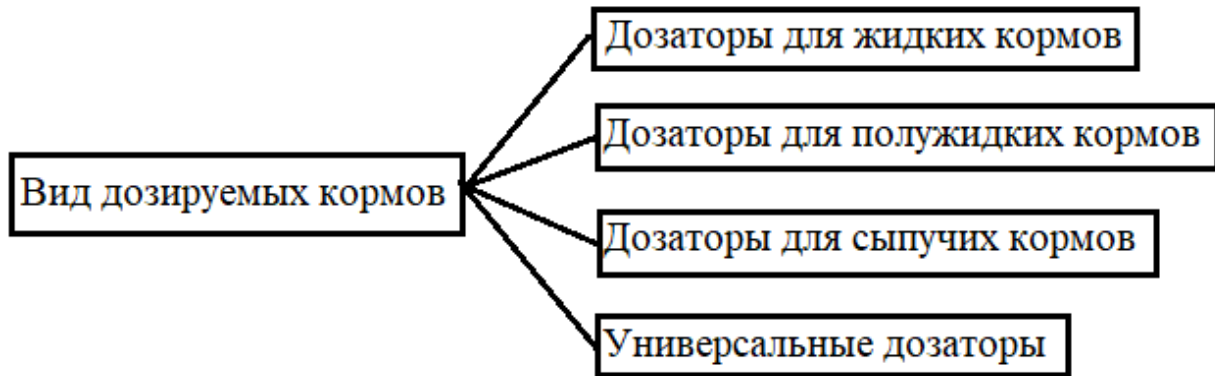 Вид дозируемых кормов
Дозаторы для жидких кормов
Дозаторы для полужидких кормов
Дозаторы для сыпучих кормов
Универсальные дозаторы